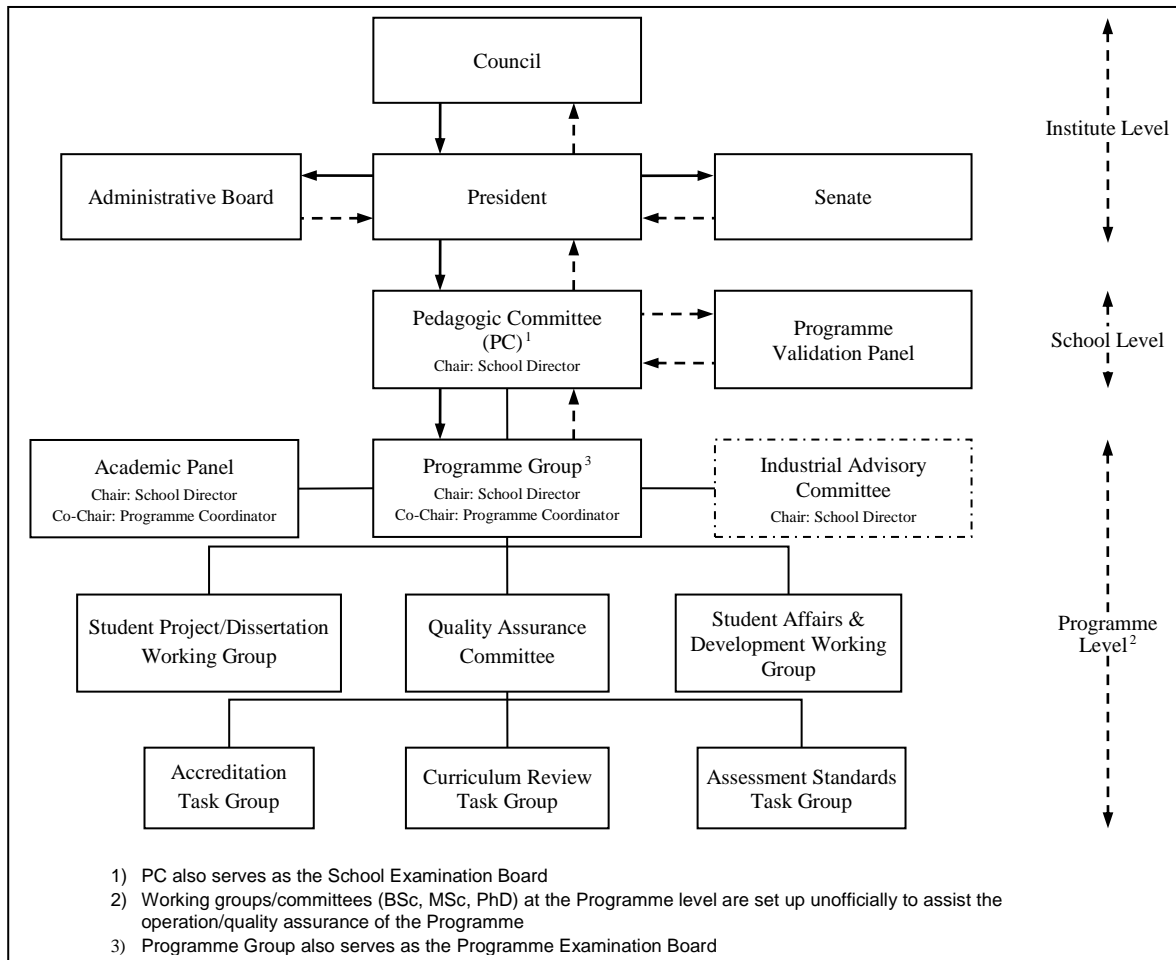 Council
Institute Level
Administrative Board
President
Senate
Pedagogic Committee
(PC)1
Chair: School Director
Programme
Validation Panel
School Level
Academic Panel
Chair: School Director
Co-Chair: Programme Coordinator
Programme Group3
Chair: School Director
Co-Chair: Programme Coordinator
Industrial Advisory
Committee
Chair: School Director
Student Project/Dissertation
Working Group
Quality Assurance
Committee
Student Affairs &
Development Working
Group
Programme
Level2
Accreditation
Task Group
Curriculum Review
Task Group
Assessment Standards
Task Group
1) PC also serves as the School Examination Board
2) Working groups/committees (BSc, MSc, PhD) at the Programme level are set up unofficially to assist the
operation/quality assurance of the Programme
3) Programme Group also serves as the Programme Examination Board